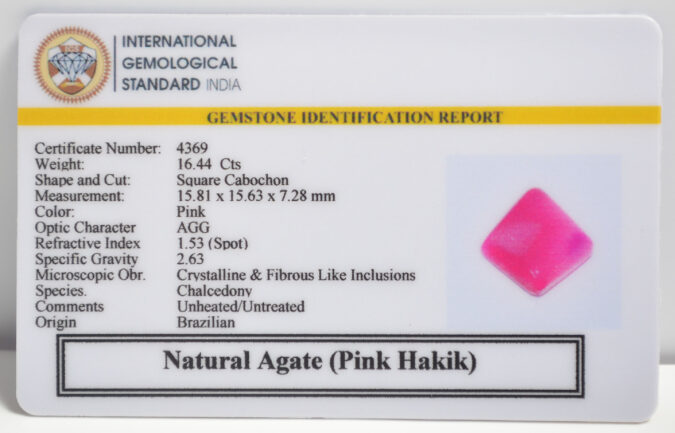 INTERNATIONAL
GEMOLOGICAL
STANDARD INDIA
GEMSTONE IDENTIFICATION REPORT
Certificate Number: 4369
Weight: 16.44 Cts
Shape and Cut: Square Cabochon
Measurement: 15.81 x 15.63 x 7.28 mm
Color: Pink
Optic Character AGG
Refractive Index 1.53 (Spot)
Specific Gravity 2.63
Microscopic Obr. Crystalline & Fibrous Like Inclusions
Species. Chalcedony
Comments Unheated/Untreated
Origin Brazilian
Natural Agate (Pink Hakik)